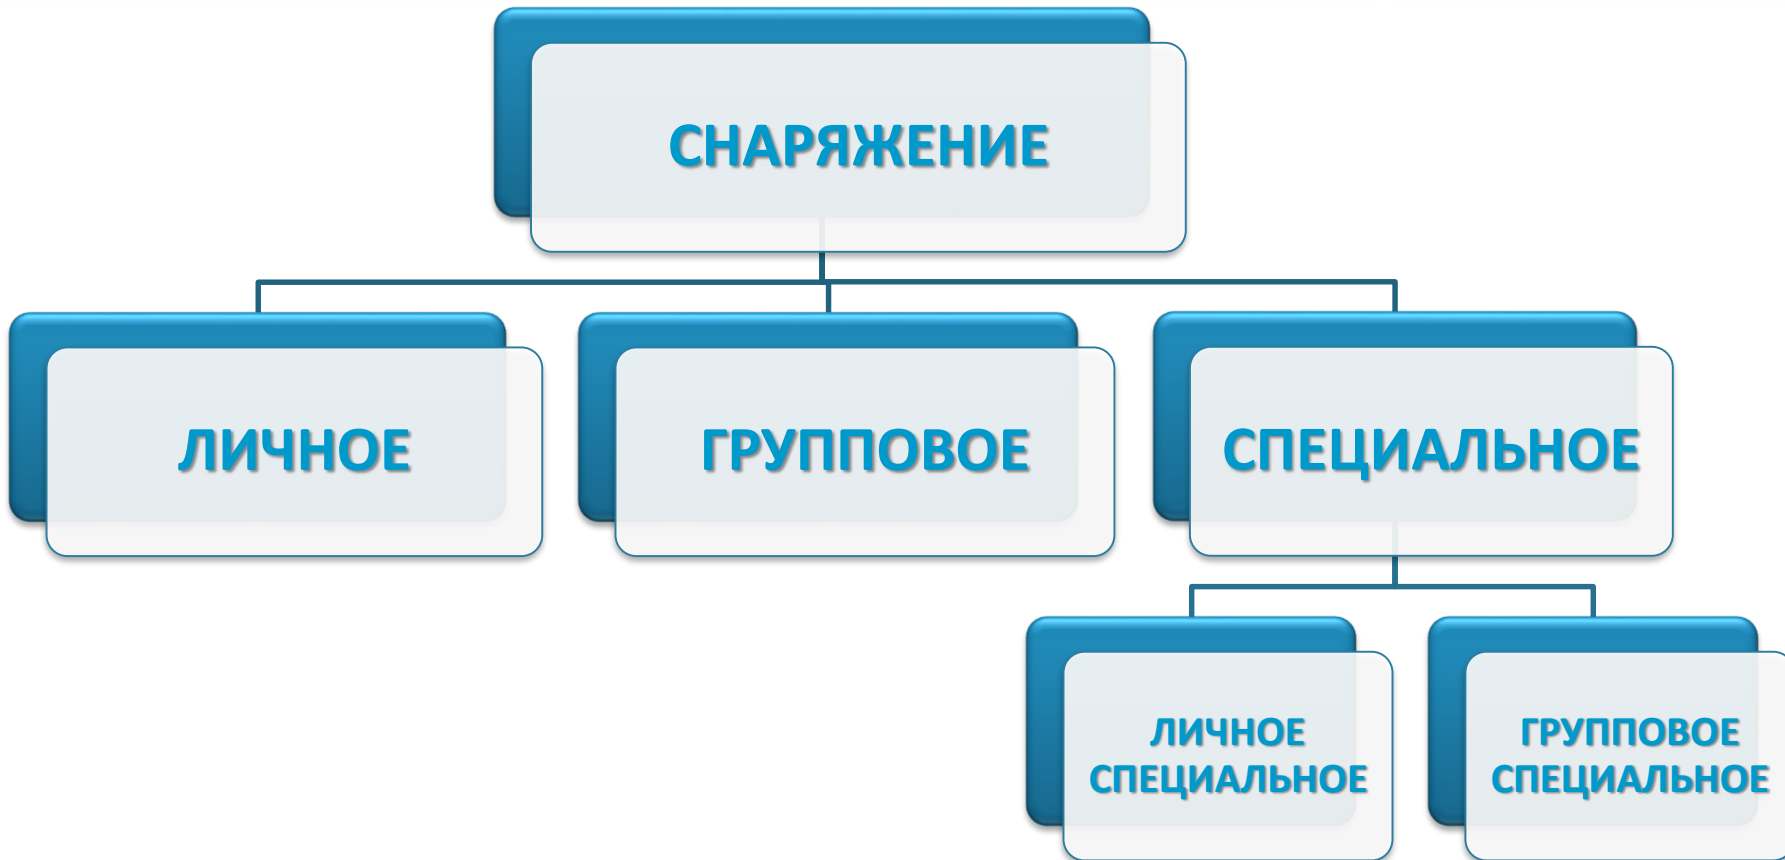 СНАРЯЖЕНИЕ
ЛИЧНОЕ
ГРУППОВОЕ
СПЕЦИАЛЬНОЕ
ЛИЧНОЕ
СПЕЦИАЛЬНОЕ
ГРУППОВОЕ
СПЕЦИАЛЬНОЕ